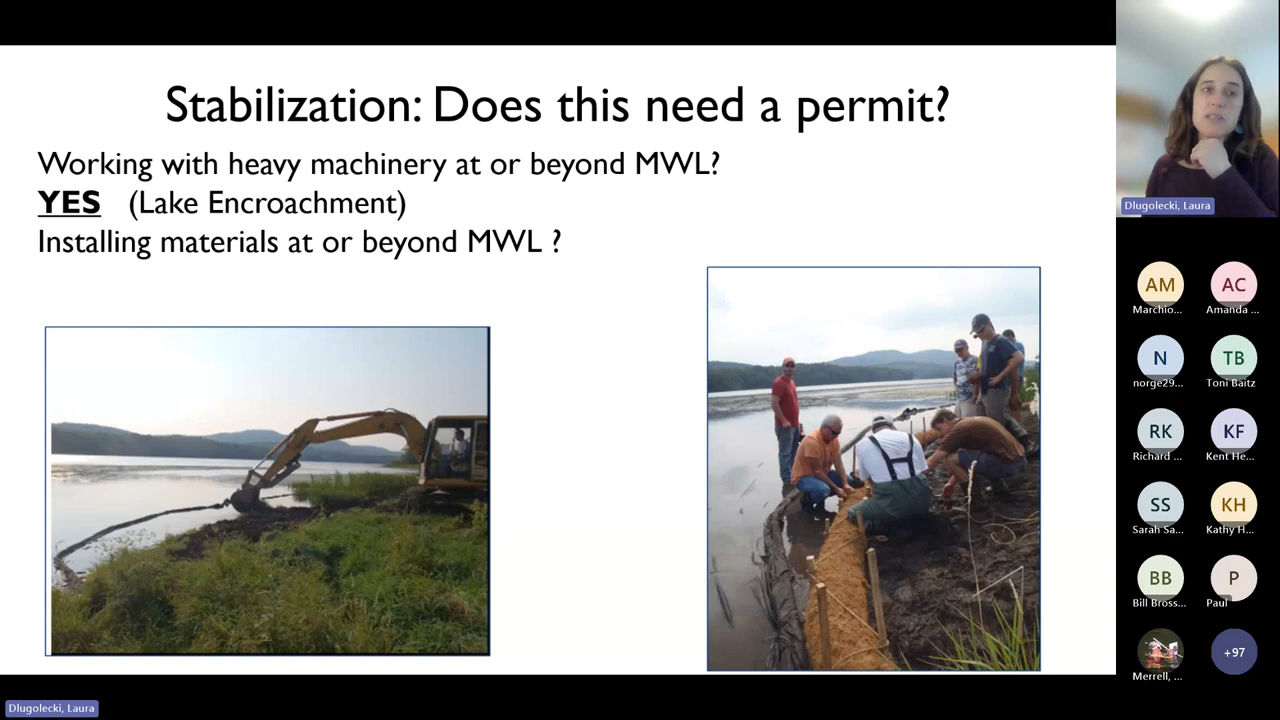 Stabilization: Does this need a permit?
Working with heavy machinery at or beyond MWL?
YES (Lake Encroachment)
Installing materials at or beyond MWL ?
Dlugolecki, Laura
AM
Marchio...
AC
Amanda ...
N
norge29...
TB
Toni Baitz
RK
Richard ...
KF
Kent He...
SS
Sarah Sa...
KH
Kathy H...
BB
Bill Bross...
P
Paul
Merrell, ...
+97
Dlugolecki, Laura